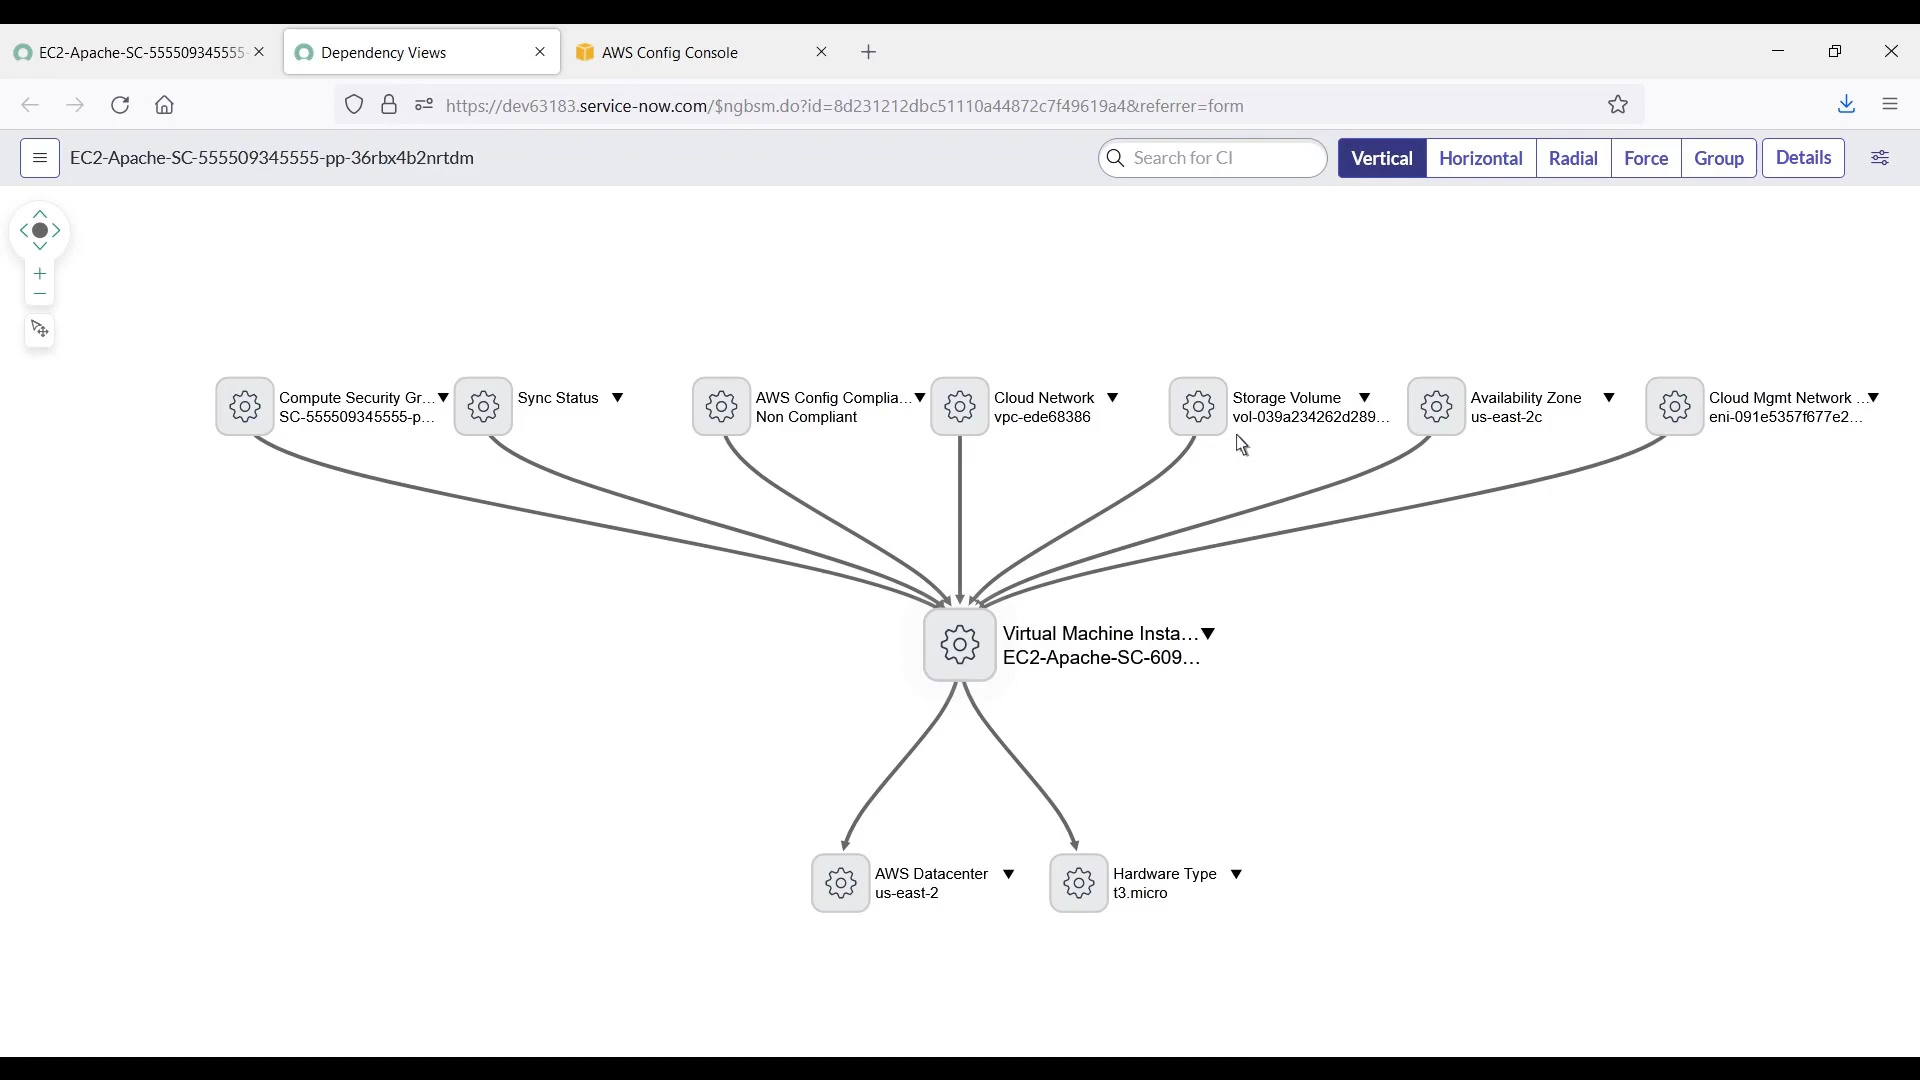 EC2-Apache-SC-555509345555-
Dependency Views
AWS Config Console
https://dev63183.service-now.com/$ngbsm.do?id=8d231212dbc51110a44872c7f49619a4&referrer=form
EC2-Apache-SC-555509345555-pp-36rbx4b2nrtdm
Search for CI
Vertical
Horizontal
Radial
Force
Group
Details
Compute Security Gr...
SC-555509345555-p...
Sync Status
AWS Config Complia...
Non Compliant
Cloud Network
vpc-ede68386
Storage Volume
vol-039a234262d289...
Availability Zone
us-east-2c
Cloud Mgmt Network ...
eni-091e5357f677e2...
Virtual Machine Insta...
EC2-Apache-SC-609...
AWS Datacenter
us-east-2
Hardware Type
t3.micro